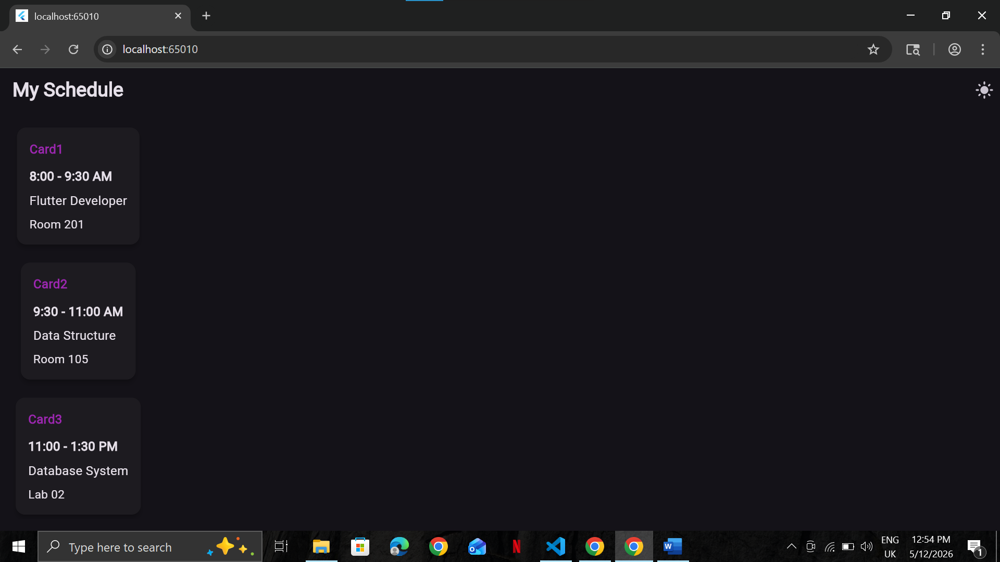 localhost:65010
localhost:65010
My Schedule
Card1
8:00 - 9:30 AM
Flutter Developer
Room 201
Card2
9:30 - 11:00 AM
Data Structure
Room 105
Card3
11:00 - 1:30 PM
Database System
Lab 02
Type here to search
ENG
UK
12:54 PM
5/12/2026
1